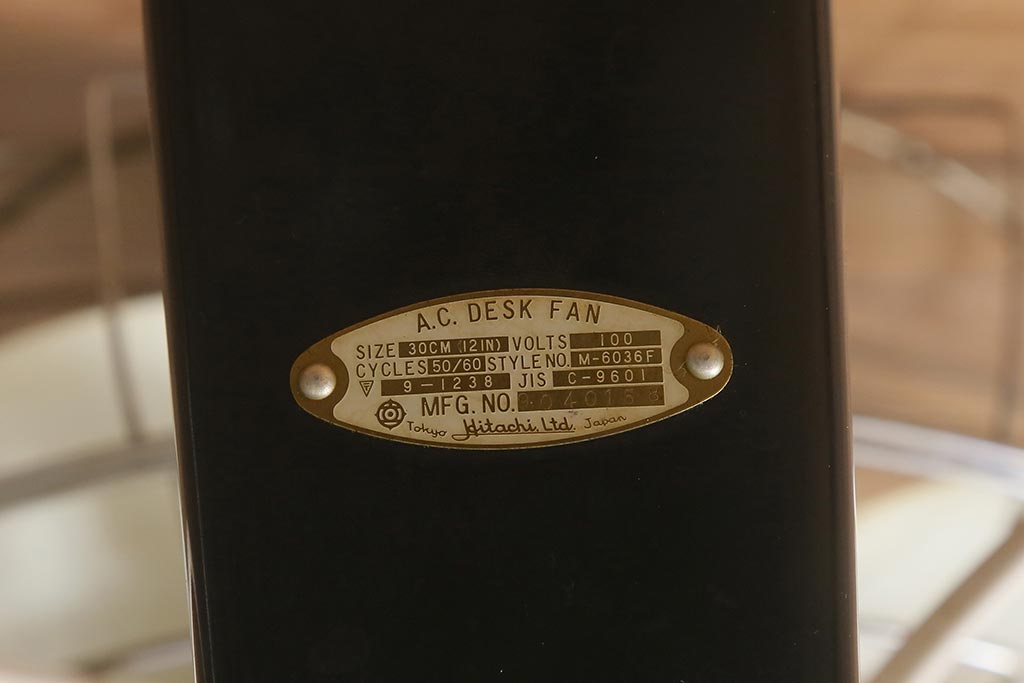 A.C. DESK FAN
SIZE 30CM (12IN) VOLTS 100
CYCLES 50/60 STYLE NO. M-6036F
9-1238 JIS C-9601
MFG. NO.
Tokyo Hitachi, Ltd. Japan